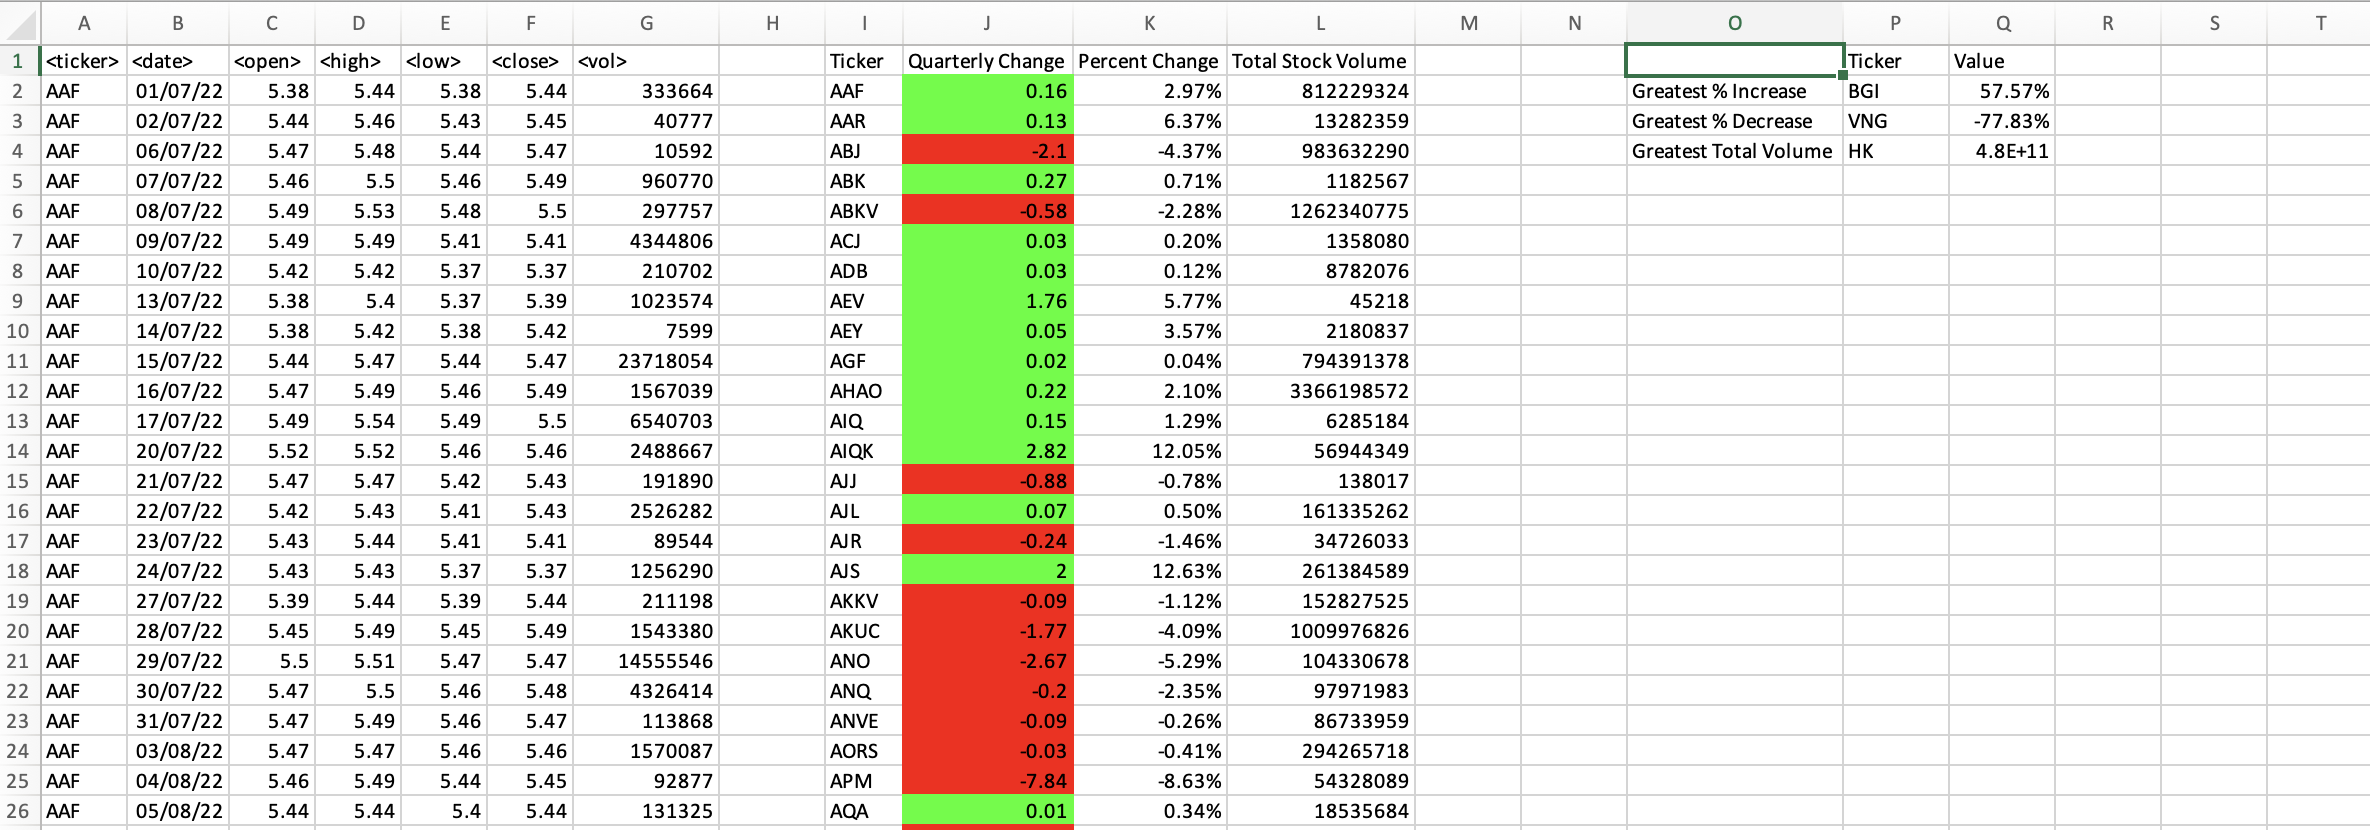 A B C D E F G H I J K L M N O P Q R S T
1 <ticker> <date> <open> <high> <low> <close> <vol> Ticker Quarterly Change Percent Change Total Stock Volume Ticker Value
2 AAF 01/07/22 5.38 5.44 5.38 5.44 333664 AAF 0.16 2.97% 812229324 Greatest % Increase BGI 57.57%
3 AAF 02/07/22 5.44 5.46 5.43 5.45 40777 AAR 0.13 6.37% 13282359 Greatest % Decrease VNG -77.83%
4 AAF 06/07/22 5.47 5.48 5.44 5.47 10592 ABJ -2.1 -4.37% 983632290 Greatest Total Volume HK 4.8E+11
5 AAF 07/07/22 5.46 5.5 5.46 5.49 960770 ABK 0.27 0.71% 1182567
6 AAF 08/07/22 5.49 5.53 5.48 5.5 297757 ABKV -0.58 -2.28% 1262340775
7 AAF 09/07/22 5.49 5.49 5.41 5.41 4344806 ACJ 0.03 0.20% 1358080
8 AAF 10/07/22 5.42 5.42 5.37 5.37 210702 ADB 0.03 0.12% 8782076
9 AAF 13/07/22 5.38 5.4 5.37 5.39 1023574 AEV 1.76 5.77% 45218
10 AAF 14/07/22 5.38 5.42 5.38 5.42 7599 AEY 0.05 3.57% 2180837
11 AAF 15/07/22 5.44 5.47 5.44 5.47 23718054 AGF 0.02 0.04% 794391378
12 AAF 16/07/22 5.47 5.49 5.46 5.49 1567039 AHAO 0.22 2.10% 3366198572
13 AAF 17/07/22 5.49 5.54 5.49 5.5 6540703 AIQ 0.15 1.29% 6285184
14 AAF 20/07/22 5.52 5.52 5.46 5.46 2488667 AIQK 2.82 12.05% 56944349
15 AAF 21/07/22 5.47 5.47 5.42 5.43 191890 AJJ -0.88 -0.78% 138017
16 AAF 22/07/22 5.42 5.43 5.41 5.43 2526282 AJL 0.07 0.50% 161335262
17 AAF 23/07/22 5.43 5.44 5.41 5.41 89544 AJR -0.24 -1.46% 34726033
18 AAF 24/07/22 5.43 5.43 5.37 5.37 1256290 AJS 2 12.63% 261384589
19 AAF 27/07/22 5.39 5.44 5.39 5.44 211198 AKKV -0.09 -1.12% 152827525
20 AAF 28/07/22 5.45 5.49 5.45 5.49 1543380 AKUC -1.77 -4.09% 1009976826
21 AAF 29/07/22 5.5 5.51 5.47 5.47 14555546 ANO -2.67 -5.29% 104330678
22 AAF 30/07/22 5.47 5.5 5.46 5.48 4326414 ANQ -0.2 -2.35% 97971983
23 AAF 31/07/22 5.47 5.49 5.46 5.47 113868 ANVE -0.09 -0.26% 86733959
24 AAF 03/08/22 5.47 5.47 5.46 5.46 1570087 AORS -0.03 -0.41% 294265718
25 AAF 04/08/22 5.46 5.49 5.44 5.45 92877 APM -7.84 -8.63% 54328089
26 AAF 05/08/22 5.44 5.44 5.4 5.44 131325 AQA 0.01 0.34% 18535684